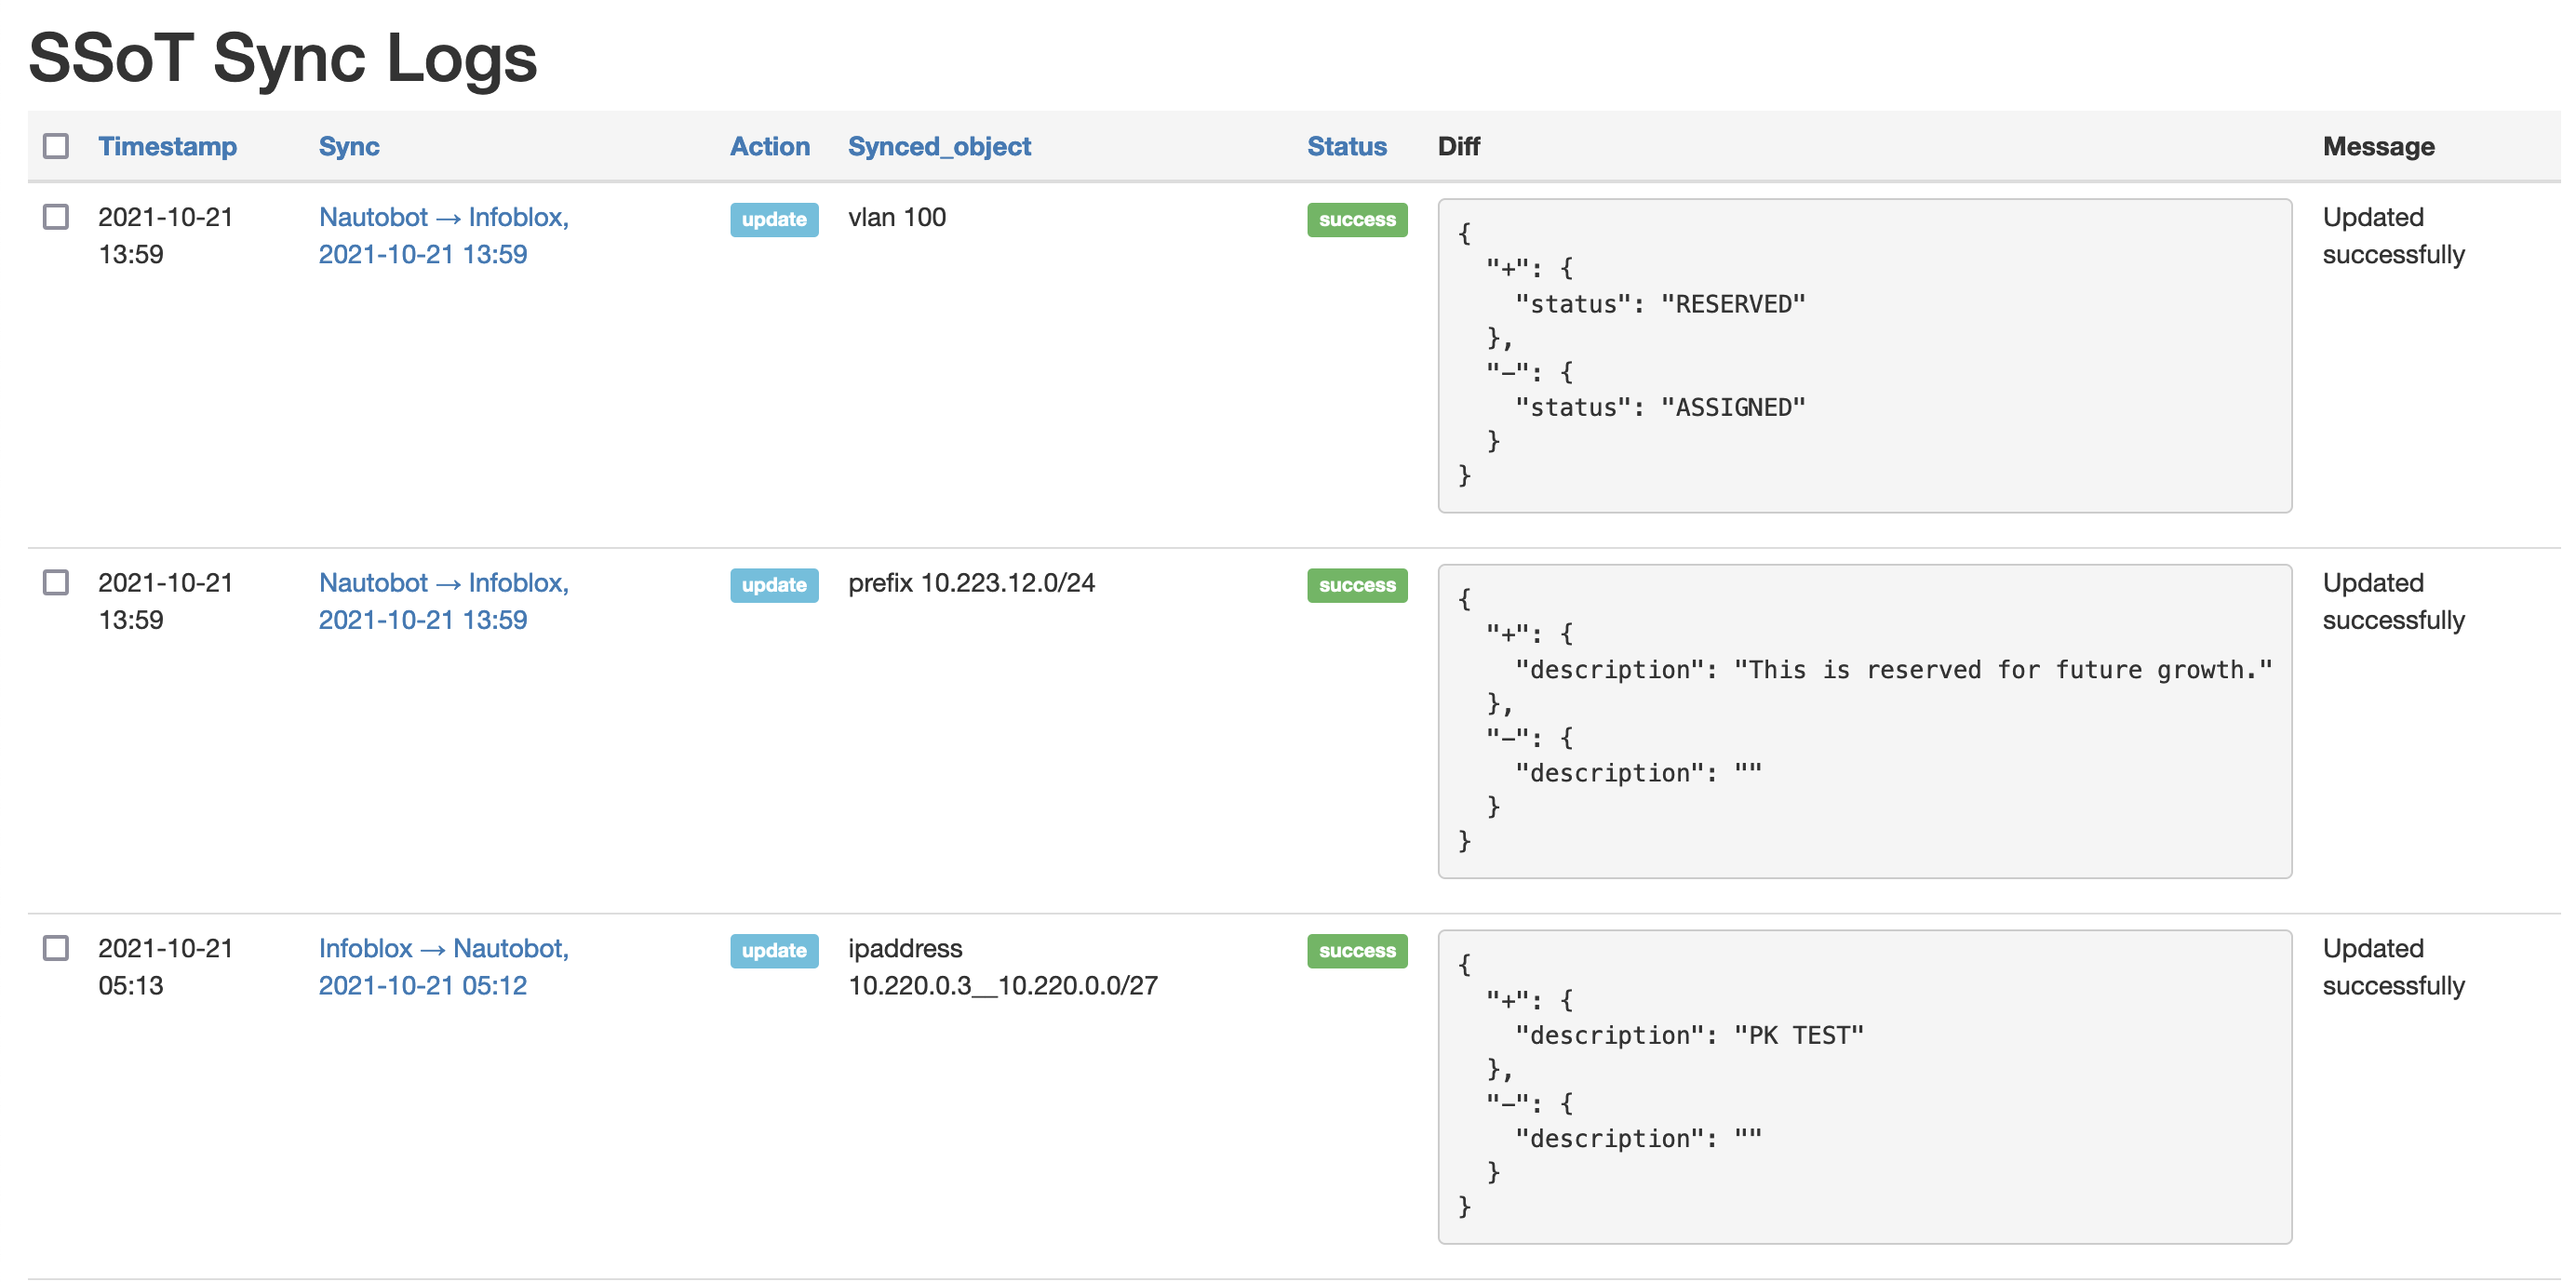 SSoT Sync Logs
Timestamp Sync Action Synced_object Status Diff Message
2021-10-21
13:59
Nautobot → Infoblox,
2021-10-21 13:59
update
vlan 100
success
{
"+": {
"status": "RESERVED"
},
"–": {
"status": "ASSIGNED"
}
}
Updated
successfully
2021-10-21
13:59
Nautobot → Infoblox,
2021-10-21 13:59
update
prefix 10.223.12.0/24
success
{
"+": {
"description": "This is reserved for future growth."
},
"–": {
"description": ""
}
}
Updated
successfully
2021-10-21
05:13
Infoblox → Nautobot,
2021-10-21 05:12
update
ipaddress
10.220.0.3__10.220.0.0/27
success
{
"+": {
"description": "PK TEST"
},
"–": {
"description": ""
}
}
Updated
successfully